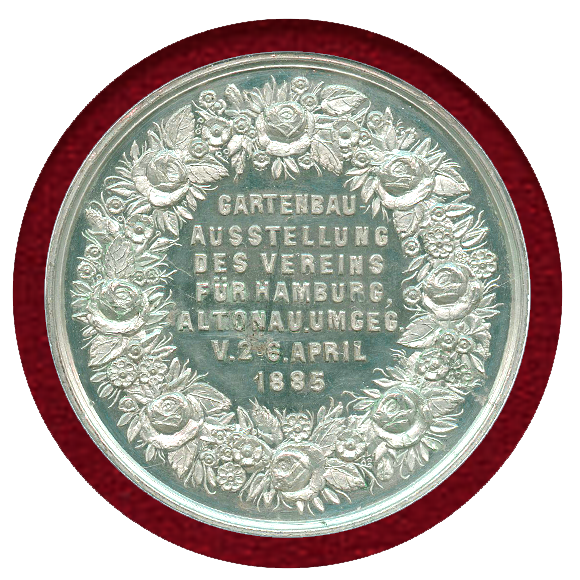 GARTENBAU
AUSSTELLUNG
DES VEREINS
FÜR HAMBURG,
ALTONA U. UMGEG.
V. 2-6. APRIL
1885